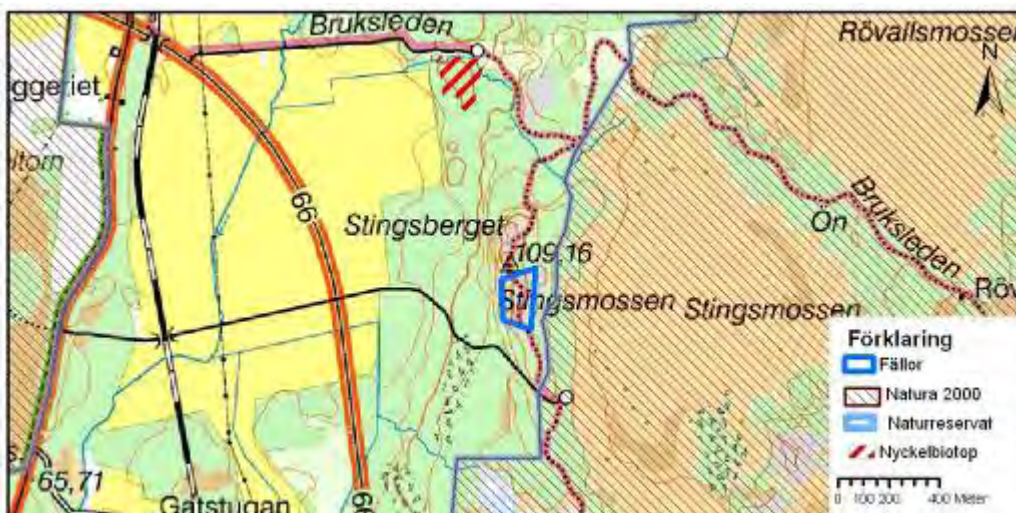 Bruksleden
Rövallsmossen
N
ggeriet
ltorn
66
Stingsberget
On
Bruksleden
109,16
Stingsmossen
Stingsmossen
Röv
Förklaring
Fällor
Natura 2000
Naturreservat
Nyckelbiotop
0 100 200 400 Meter
s.
65,71
Gatstugan
66